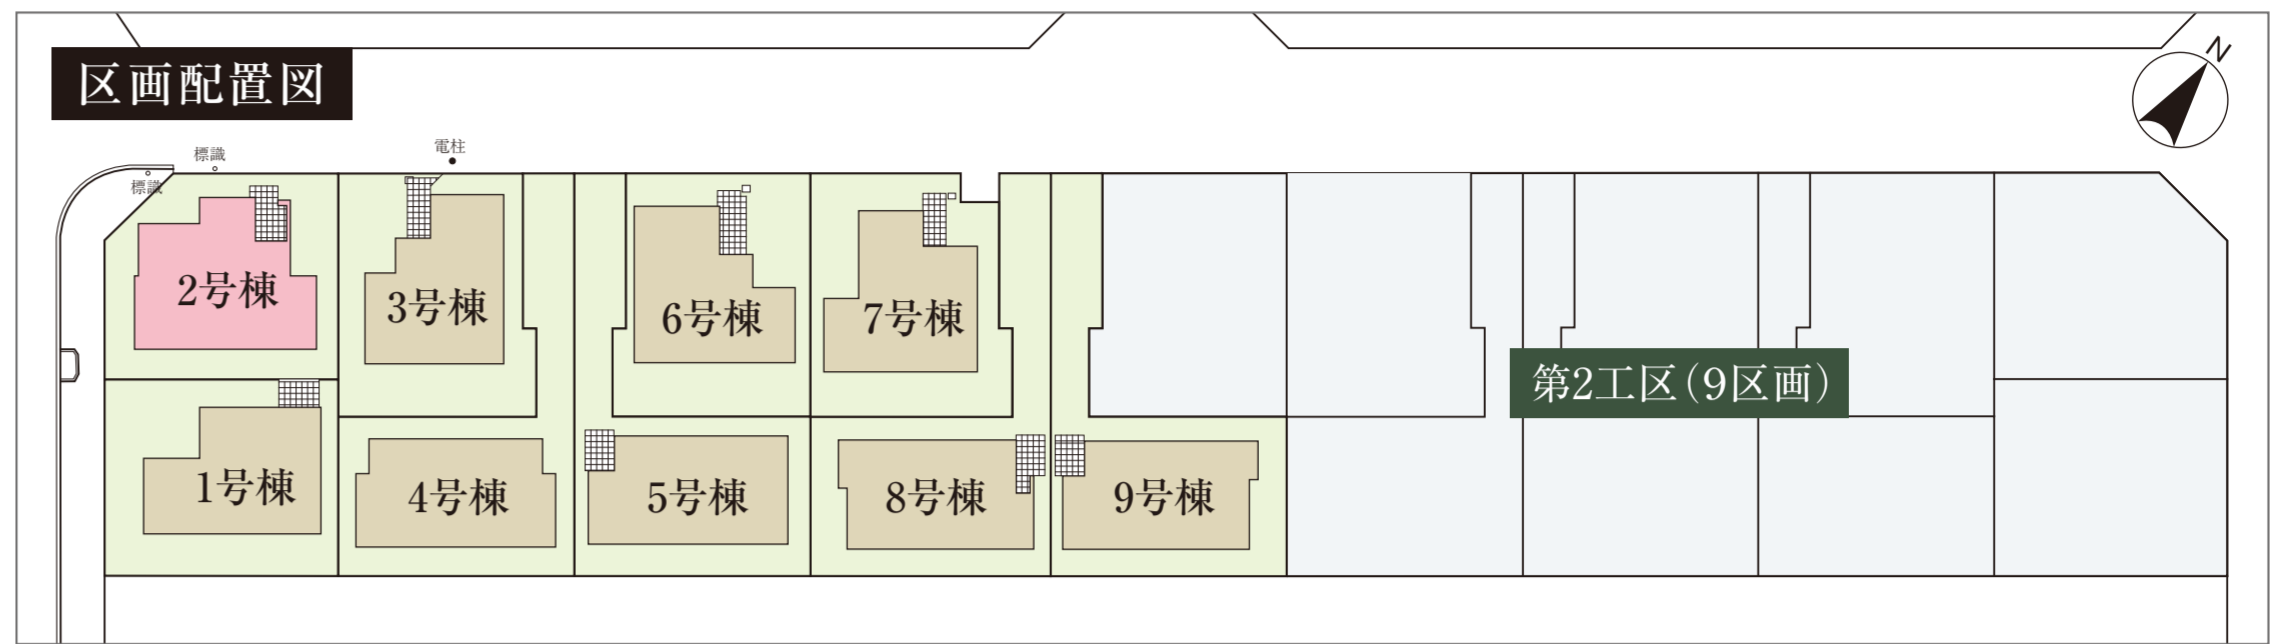 区画配置図
N
電柱
標識
標識
2号棟
3号棟
6号棟
7号棟
第2工区(9区画)
1号棟
4号棟
5号棟
8号棟
9号棟